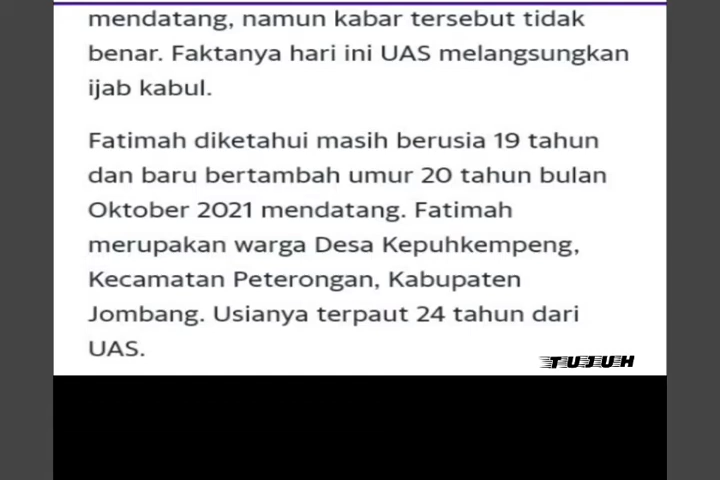 mendatang, namun kabar tersebut tidak
benar. Faktanya hari ini UAS melangsungkan
ijab kabul.
Fatimah diketahui masih berusia 19 tahun
dan baru bertambah umur 20 tahun bulan
Oktober 2021 mendatang. Fatimah
merupakan warga Desa Kepuhkempeng,
Kecamatan Peterongan, Kabupaten
Jombang. Usianya terpaut 24 tahun dari
UAS.
TUJUH